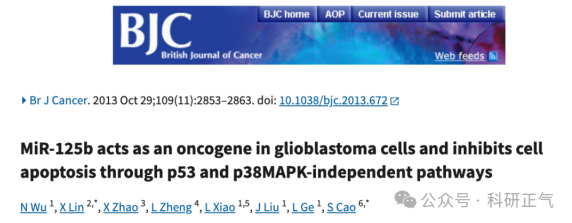 BJC home AOP Current issue Submit article
BJC
British Journal of Cancer
Web feeds
Br J Cancer. 2013 Oct 29;109(11):2853–2863. doi: 10.1038/bjc.2013.672
MiR-125b acts as an oncogene in glioblastoma cells and inhibits cell
apoptosis through p53 and p38MAPK-independent pathways
N Wu 1, X Lin 2,*, X Zhao 3, L Zheng 4, L Xiao 1,5, J Liu 1, L Ge 1, S Cao 6,*
公众号 · 科研正气